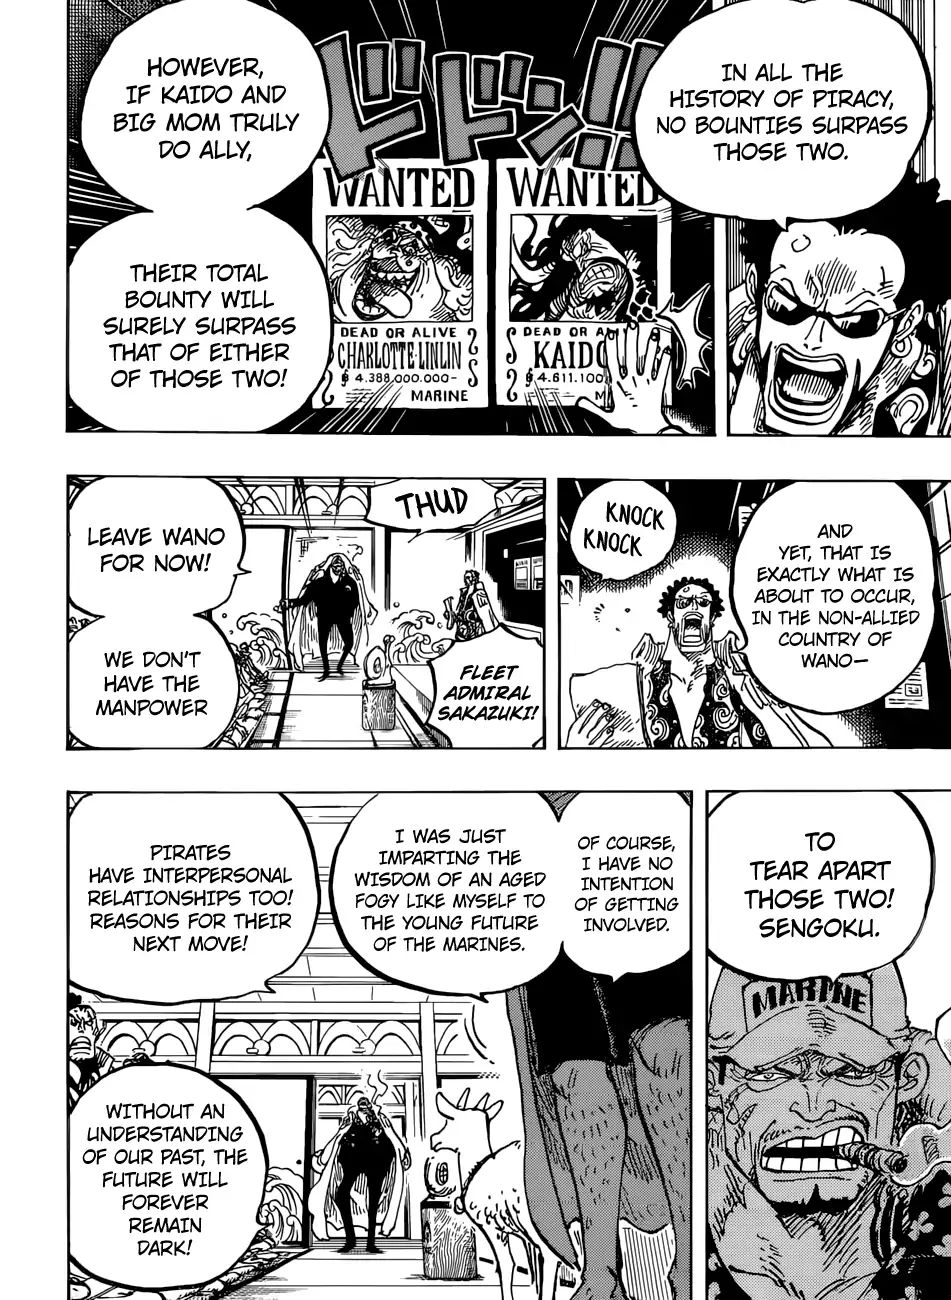 IN ALL THE
HISTORY OF PIRACY,
NO BOUNTIES SURPASS
THOSE TWO.
ドドン!!
HOWEVER,
IF KAIDO AND
BIG MOM TRULY
DO ALLY,
THEIR TOTAL
BOUNTY WILL
SURELY SURPASS
THAT OF EITHER
OF THOSE TWO!
WANTED
DEAD OR A
KAIDO
฿ 4.611.100
M
WANTED
DEAD OR ALIVE
CHARLOTTE·LINLIN
฿ 4.388.000.000-
MARINE
AND
YET, THAT IS
EXACTLY WHAT IS
ABOUT TO OCCUR,
IN THE NON-ALLIED
COUNTRY OF
WANO—
KNOCK
KNOCK
THUD
FLEET
ADMIRAL
SAKAZUKI!
LEAVE WANO
FOR NOW!
WE DON'T
HAVE THE
MANPOWER
TO
TEAR APART
THOSE TWO!
SENGOKU.
MARINE
OF COURSE,
I HAVE NO
INTENTION
OF GETTING
INVOLVED.
I WAS JUST
IMPARTING THE
WISDOM OF AN AGED
FOGY LIKE MYSELF TO
THE YOUNG FUTURE
OF THE MARINES.
PIRATES
HAVE INTERPERSONAL
RELATIONSHIPS TOO!
REASONS FOR THEIR
NEXT MOVE!
WITHOUT AN
UNDERSTANDING
OF OUR PAST, THE
FUTURE WILL
FOREVER
REMAIN
DARK!